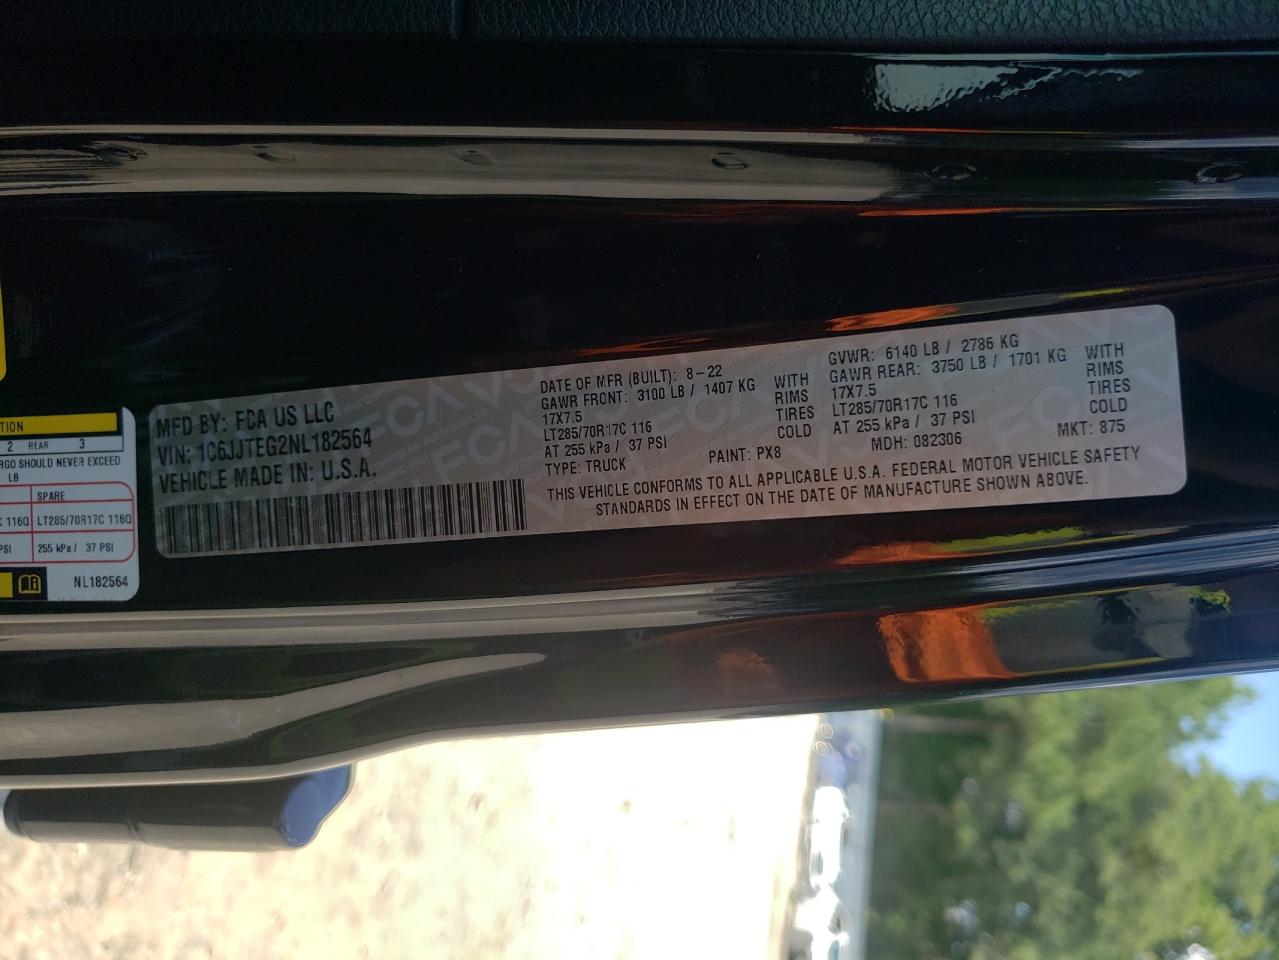 TION
2 REAR 3
RGO SHOULD NEVER EXCEED
LB
SPARE
C 116Q LT285/70R17C 116Q
PSI 255 kPa / 37 PSI
NL182564
MFD BY: FCA US LLC
VIN: 1C6JJTEG2NL182564
VEHICLE MADE IN: U.S.A.
DATE OF MFR (BUILT): 8-22 GVWR: 6140 LB / 2786 KG
GAWR FRONT: 3100 LB / 1407 KG WITH GAWR REAR: 3750 LB / 1701 KG WITH
17X7.5 RIMS 17X7.5 RIMS
LT285/70R17C 116 TIRES LT285/70R17C 116 TIRES
AT 255 kPa / 37 PSI COLD AT 255 kPa / 37 PSI COLD
TYPE: TRUCK PAINT: PX8 MDH: 082306 MKT: 875
THIS VEHICLE CONFORMS TO ALL APPLICABLE U.S.A. FEDERAL MOTOR VEHICLE SAFETY
STANDARDS IN EFFECT ON THE DATE OF MANUFACTURE SHOWN ABOVE.